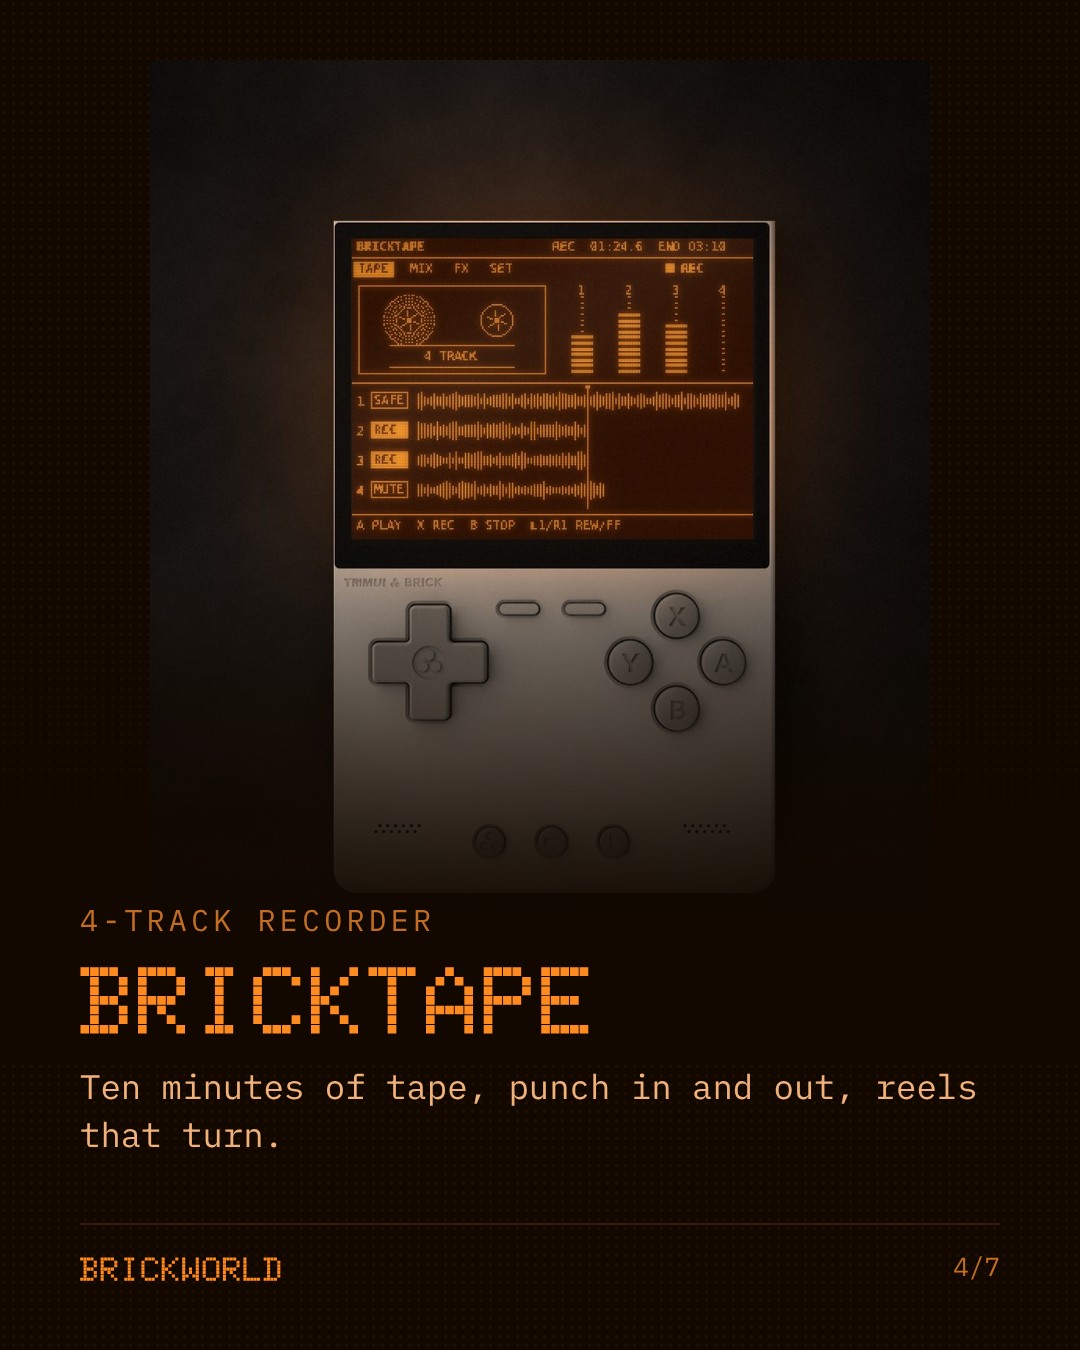 BRICKTAPE REC 01:24.6 END 03:10
TAPE MIX FX SET REC
1 2 3 4
4 TRACK
1 SAFE
2 REC
3 REC
4 MUTE
A PLAY X REC B STOP L1/R1 REW/FF
TRIMUI & BRICK
X
Y A
B
4-TRACK RECORDER
BRICKTAPE
Ten minutes of tape, punch in and out, reels
that turn.
BRICKWORLD 4/7